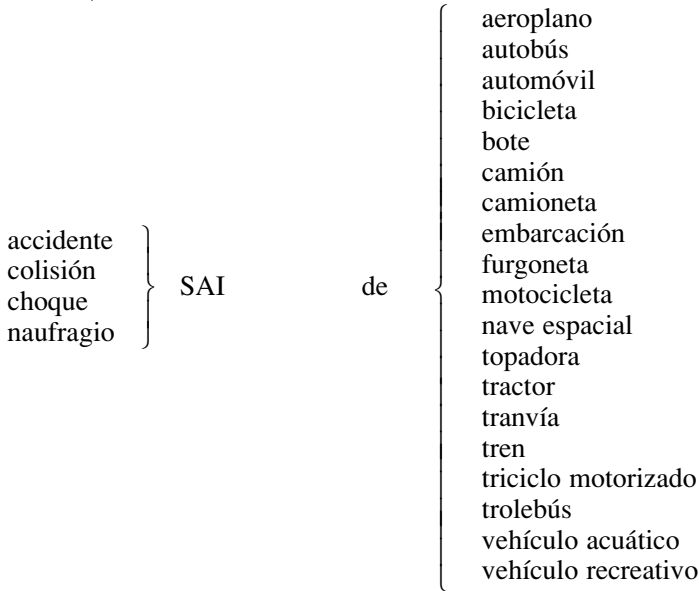 aeroplano
autobús
automóvil
bicicleta
bote
camión
camioneta
embarcación
furgoneta
motocicleta
nave espacial
topadora
tractor
tranvía
tren
triciclo motorizado
trolebús
vehículo acuático
vehículo recreativo
accidente
colisión
choque
naufragio
SAI
de